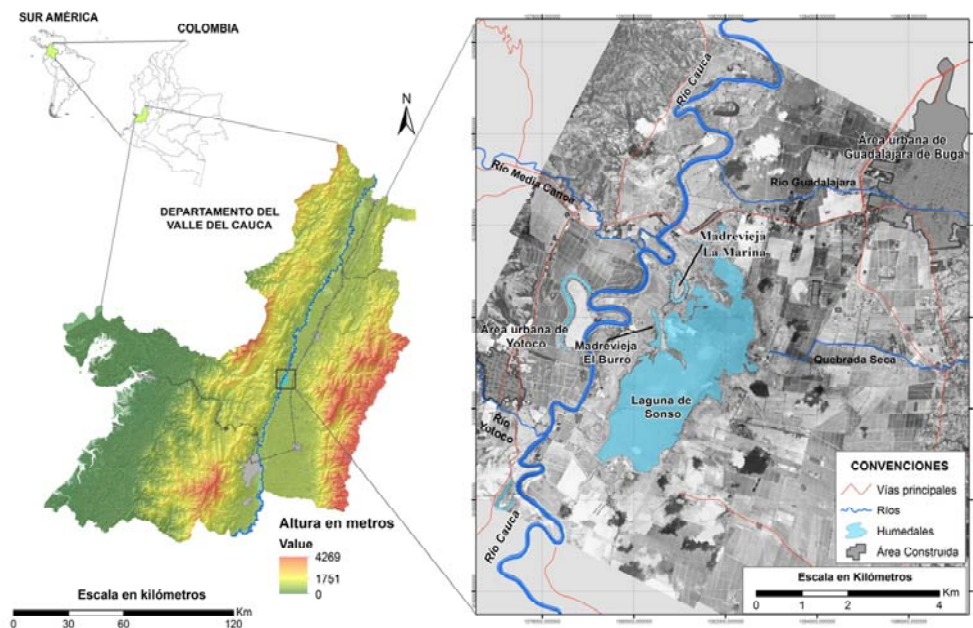 SUR AMÉRICA
COLOMBIA
N
DEPARTAMENTO DEL
VALLE DEL CAUCA
Altura en metros
Value
4269
1751
0
Escala en kilómetros
Km
0
30
60
120
Río Cauca
Área urbana de
Guadalajara de Buga
Río Media Canoa
Río Guadalajara
Madrevieja
La Marina
Área urbana de
Yotoco
Madrevieja
El Burro
Quebrada Seca
Laguna de
Sonso
Río
Yotoco
Río Cauca
CONVENCIONES
Vías principales
Ríos
Humedales
Área Construida
Escala en Kilómetros
Km
0
1
2
4